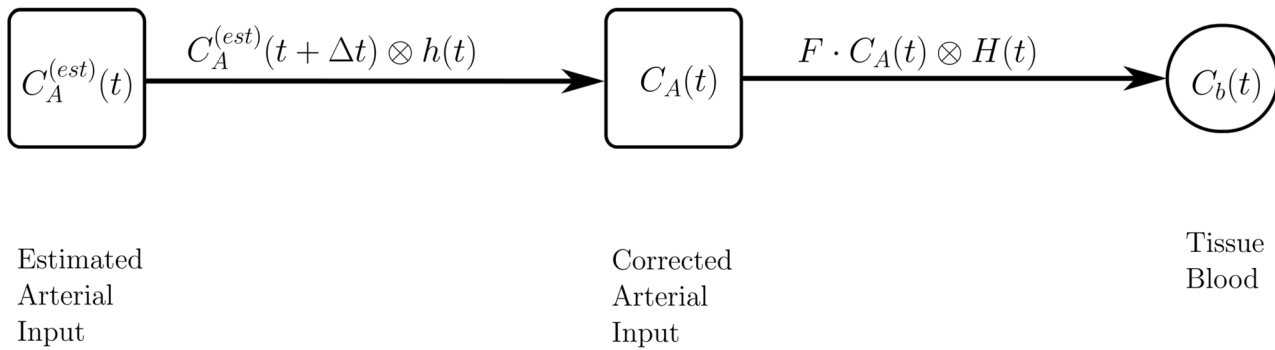 C_A^{(est)}(t)
C_A^{(est)}(t + Δt) ⊗ h(t)
C_A(t)
F · C_A(t) ⊗ H(t)
C_b(t)
Estimated
Arterial
Input
Corrected
Arterial
Input
Tissue
Blood